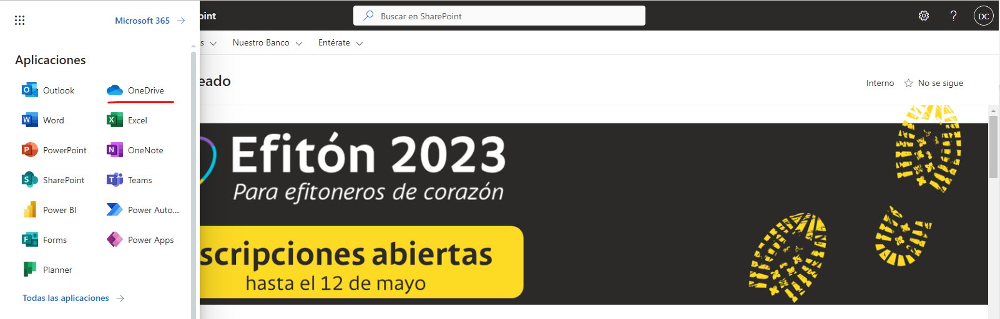 Microsoft 365
Aplicaciones
Outlook
OneDrive
Word
Excel
PowerPoint
OneNote
SharePoint
Teams
Power BI
Power Auto...
Forms
Power Apps
Planner
Todas las aplicaciones
Buscar en SharePoint
?
DC
Nuestro Banco
Entérate
eado
Interno
No se sigue
Efitón 2023
Para efitoneros de corazón
scripciones abiertas
hasta el 12 de mayo